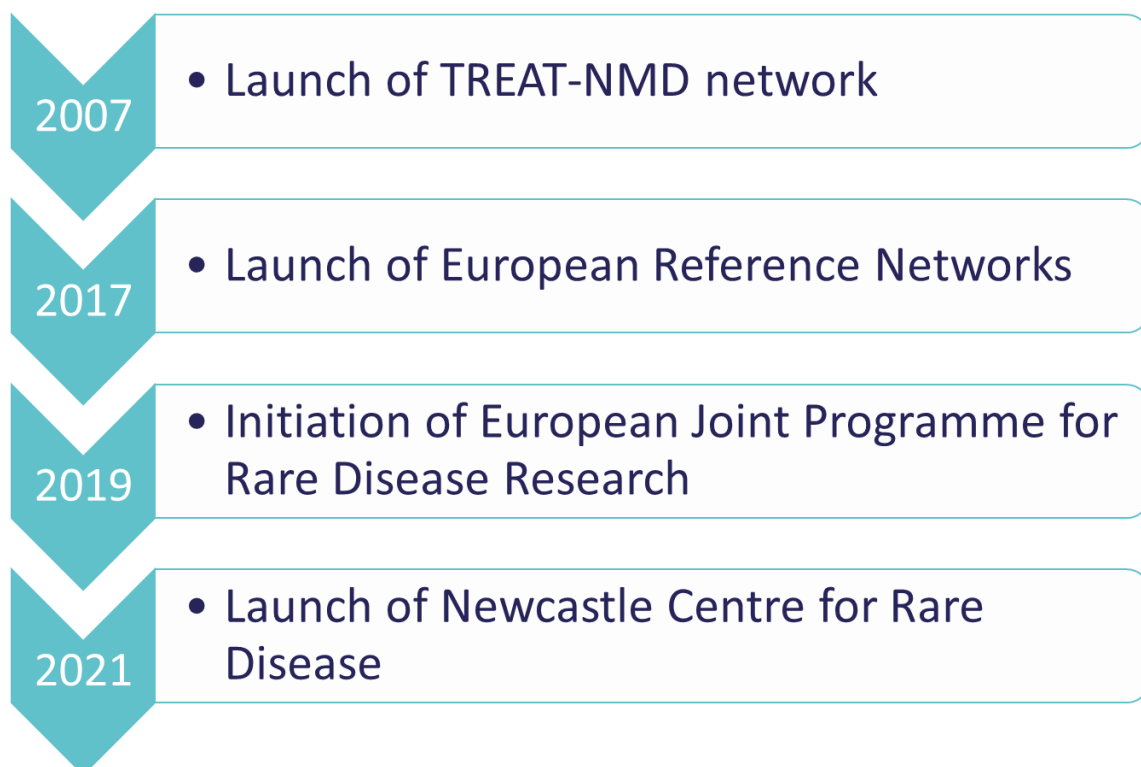 2007
• Launch of TREAT-NMD network
2017
• Launch of European Reference Networks
2019
• Initiation of European Joint Programme for
Rare Disease Research
2021
• Launch of Newcastle Centre for Rare
Disease